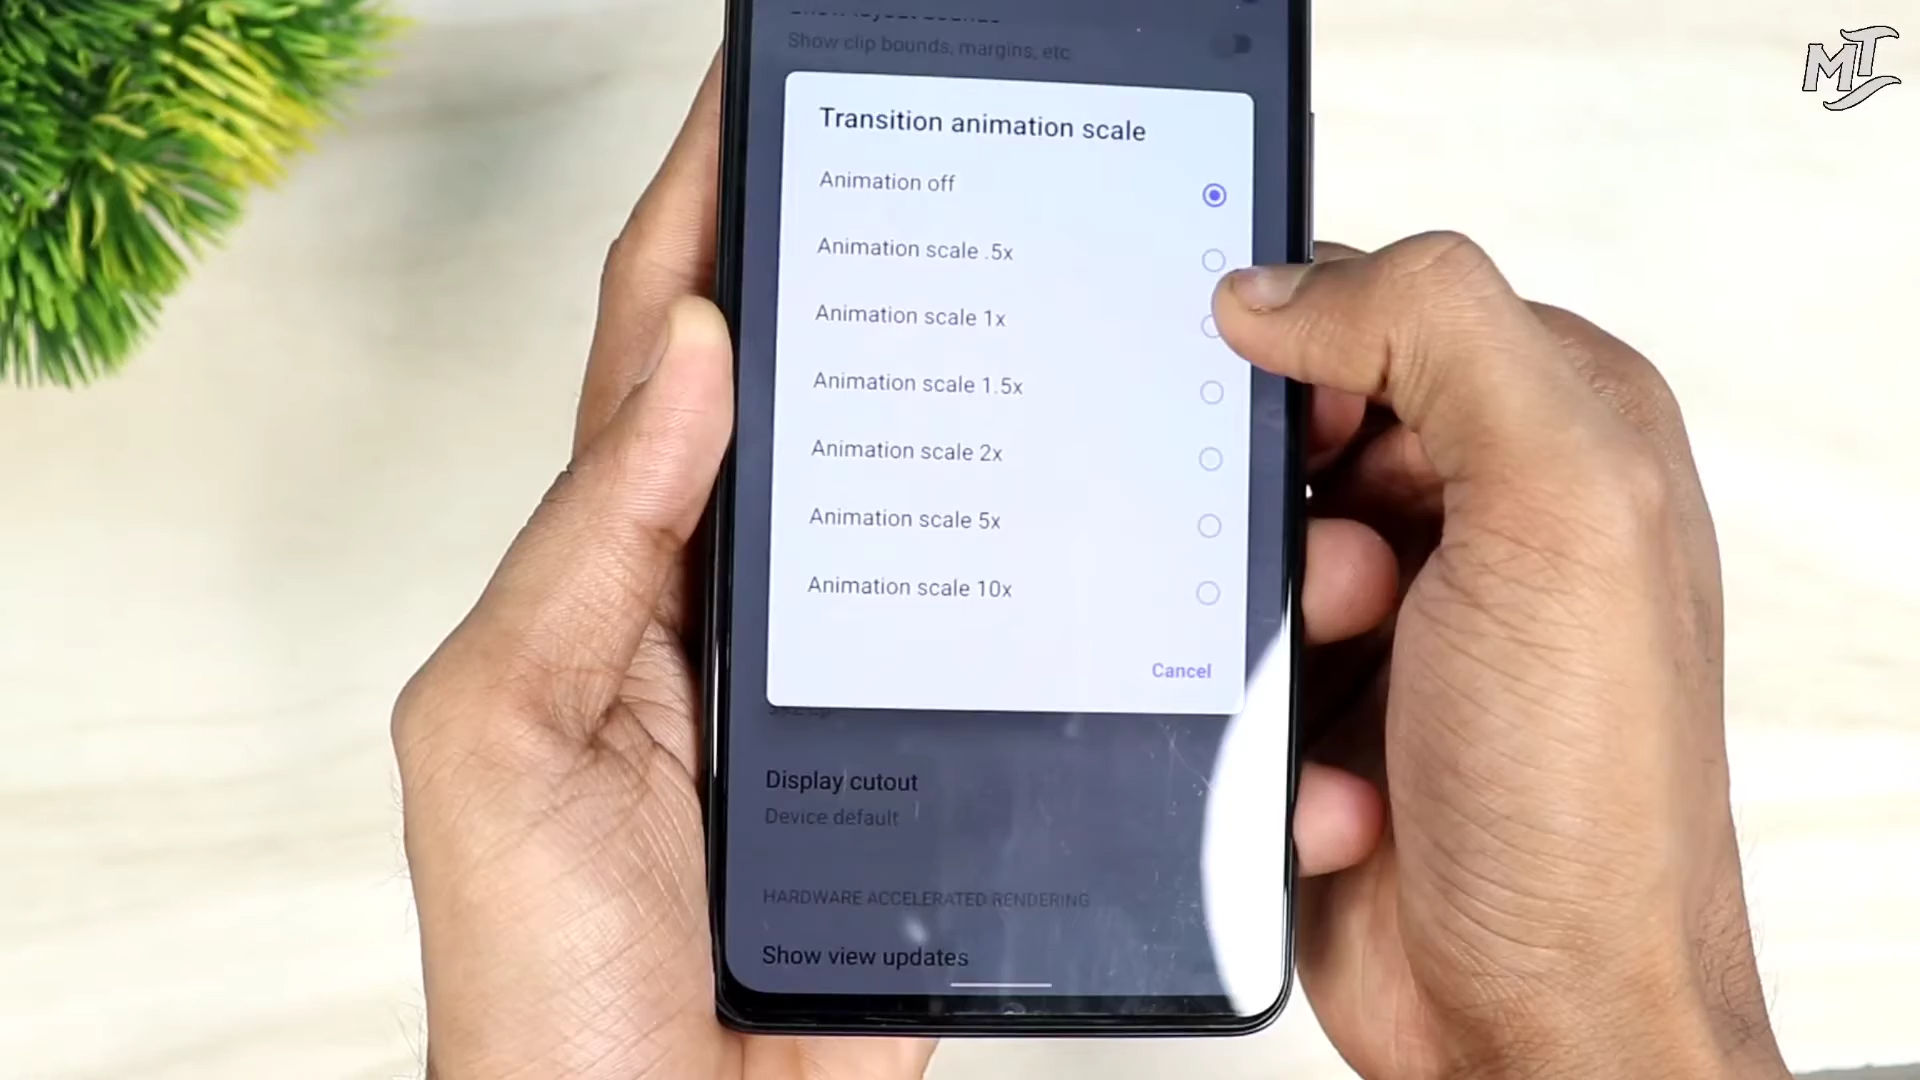 MT
Show clip bounds, margins, etc
Transition animation scale
Animation off
Animation scale .5x
Animation scale 1x
Animation scale 1.5x
Animation scale 2x
Animation scale 5x
Animation scale 10x
Cancel
Display cutout
Device default
HARDWARE ACCELERATED RENDERING
Show view updates